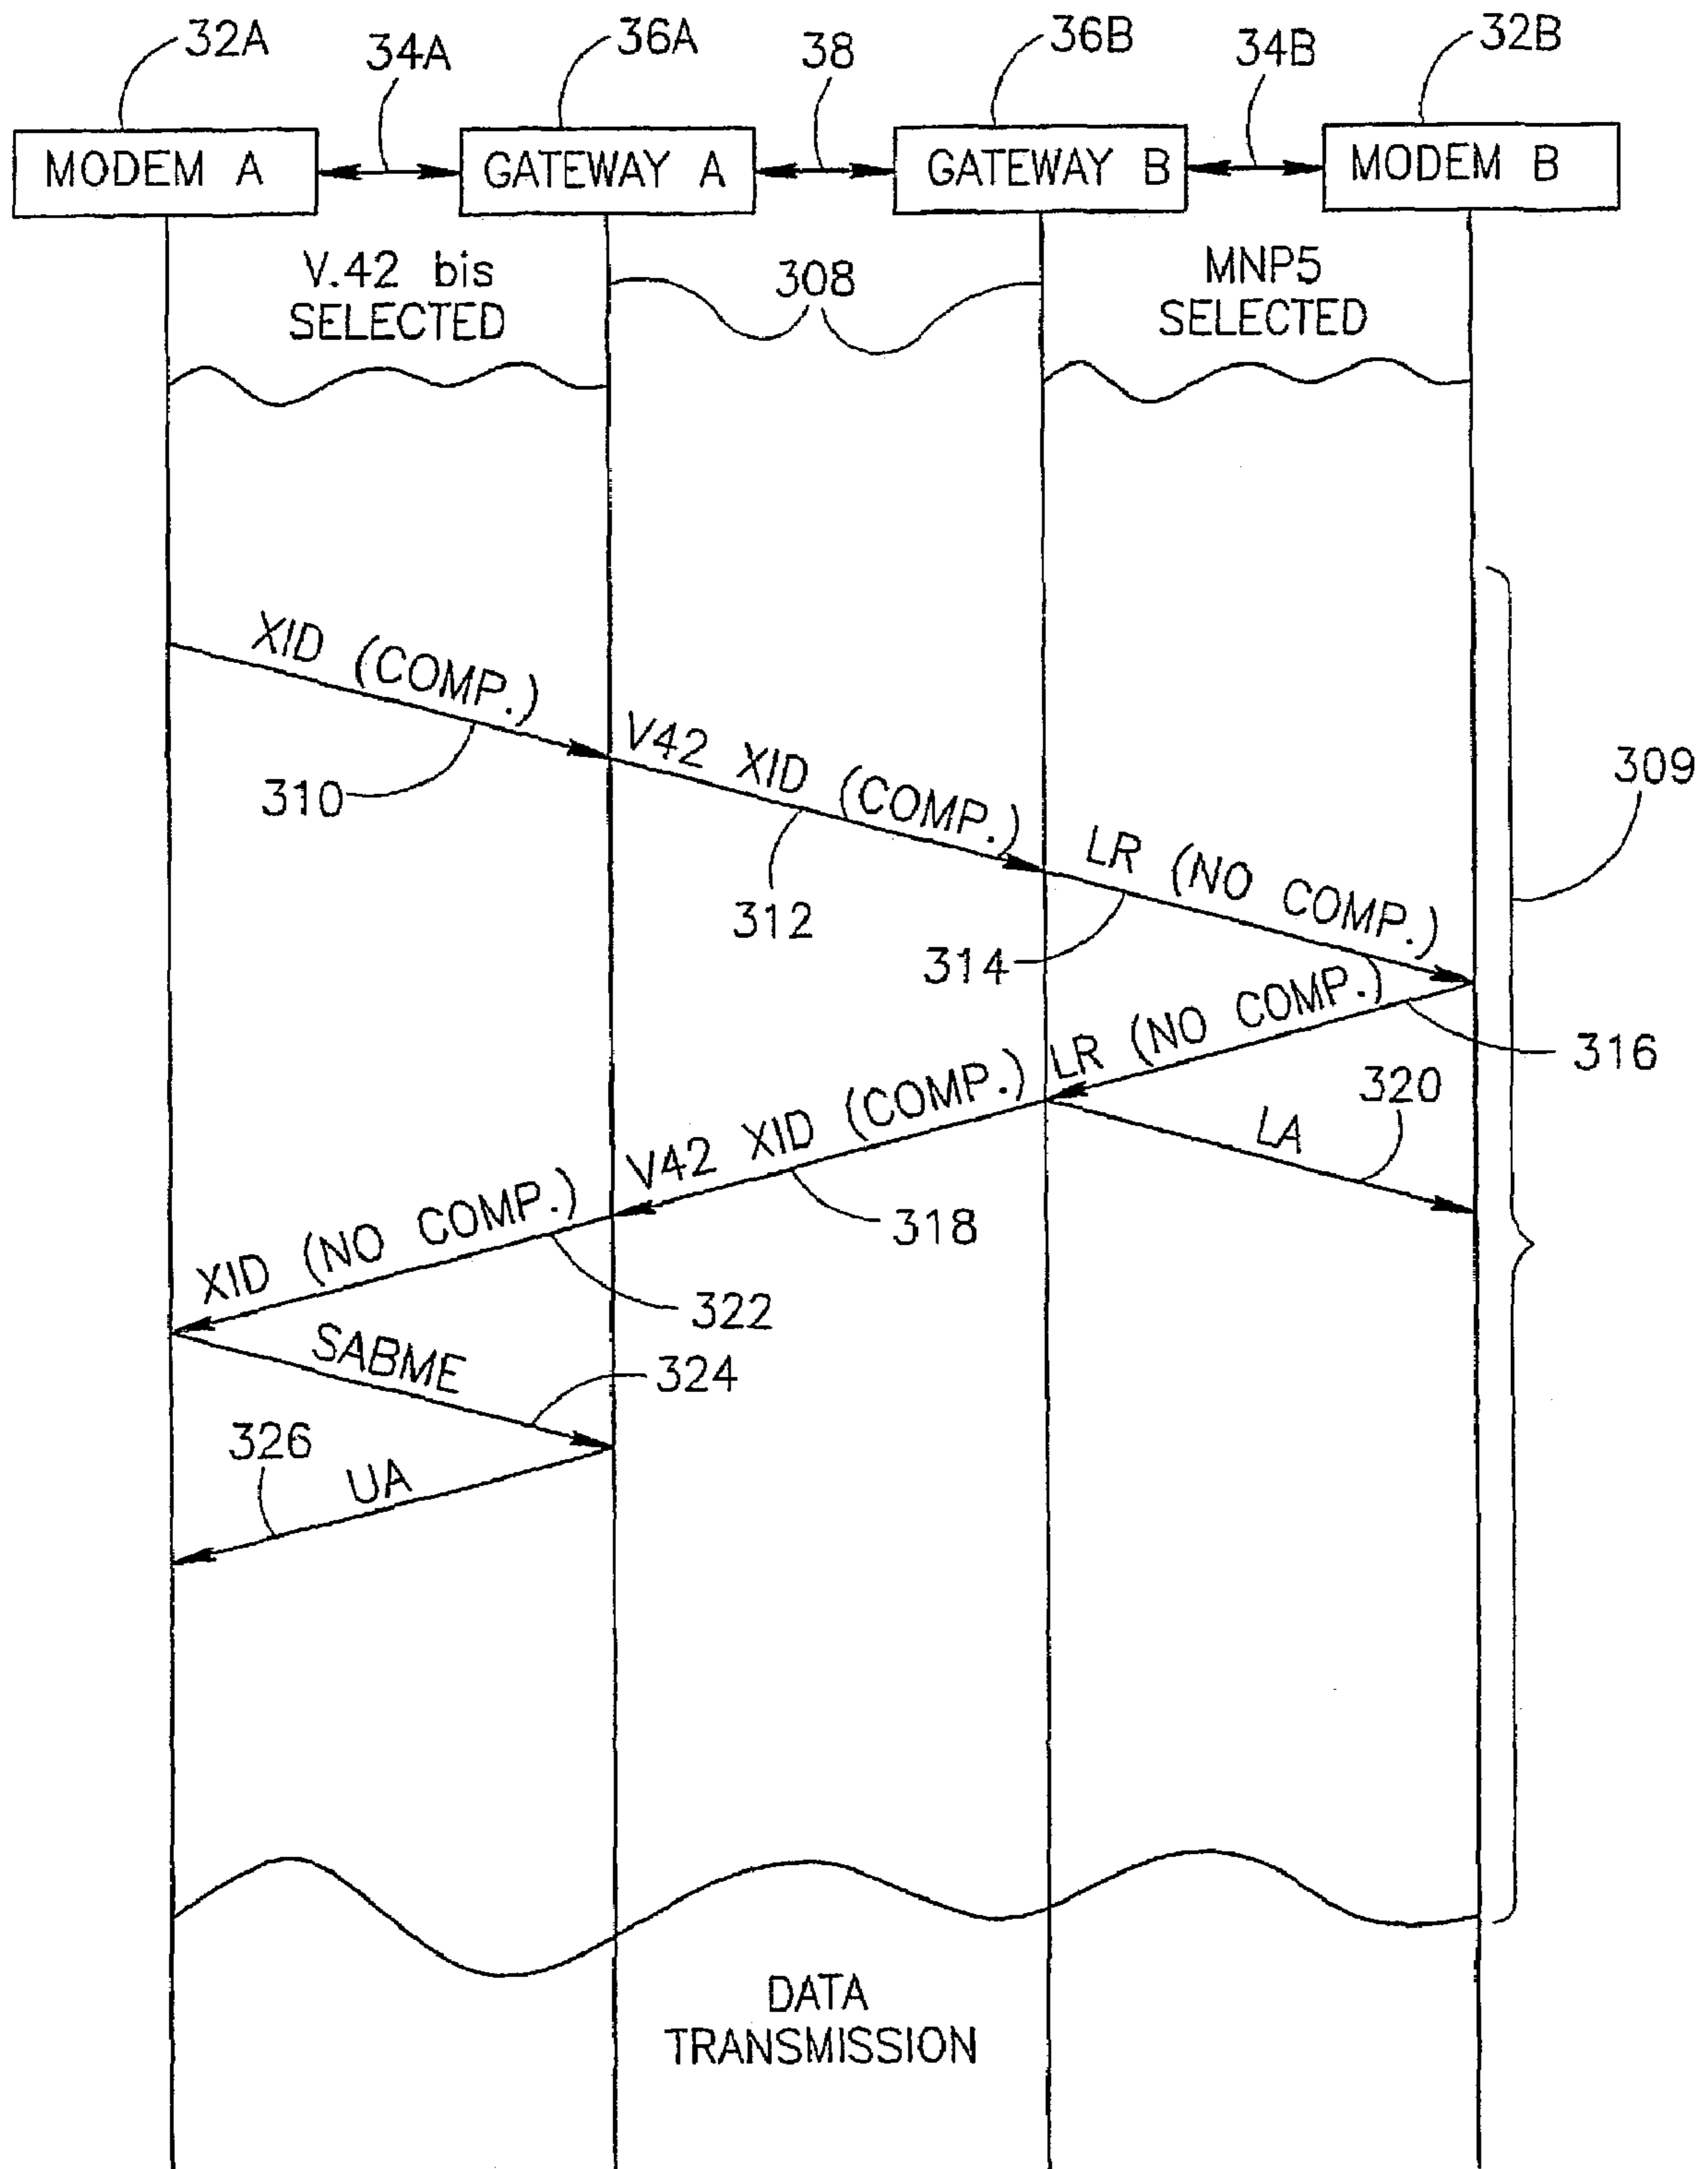 32A
34A
36A
38
36B
34B
32B
MODEM A
GATEWAY A
GATEWAY B
MODEM B
V.42 bis
SELECTED
308
MNP5
SELECTED
XID (COMP.)
310
V42 XID (COMP.)
312
309
LR (NO COMP.)
314
LR (NO COMP.)
316
320
LA
V42 XID (COMP.)
318
XID (NO COMP.)
322
SABME
324
326
UA
DATA
TRANSMISSION